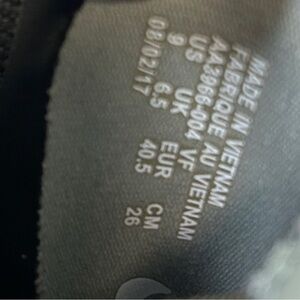 MADE IN VIETNAM
FABRIQUE AU VIETNAM
AA3966-004 VF
US UK EUR CM
9 6.5 40.5 26
08/02/17